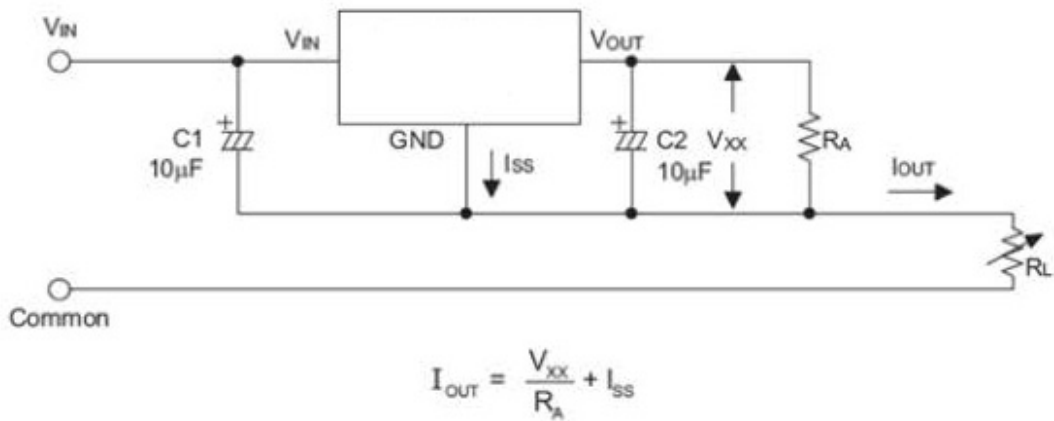 VIN
VIN
VOUT
C1
10μF
GND
ISS
C2
10μF
VXX
RA
IOUT
RL
Common
IOUT = VXX / RA + ISS